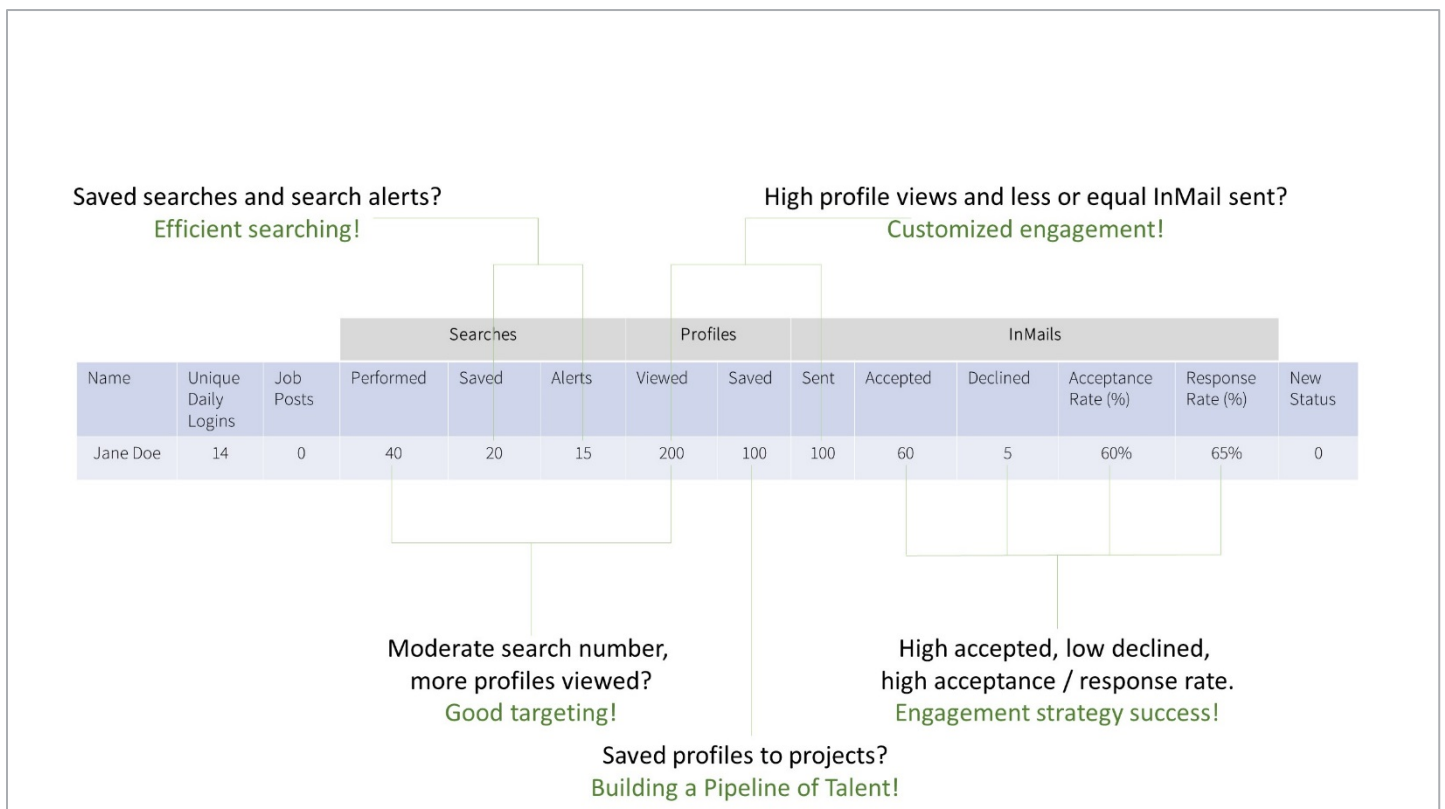 Saved searches and search alerts?
Efficient searching!
High profile views and less or equal InMail sent?
Customized engagement!
Searches Profiles InMails
Name Unique Daily Logins Job Posts Performed Saved Alerts Viewed Saved Sent Accepted Declined Acceptance Rate (%) Response Rate (%) New Status
Jane Doe 14 0 40 20 15 200 100 100 60 5 60% 65% 0
Moderate search number,
more profiles viewed?
Good targeting!
High accepted, low declined,
high acceptance / response rate.
Engagement strategy success!
Saved profiles to projects?
Building a Pipeline of Talent!